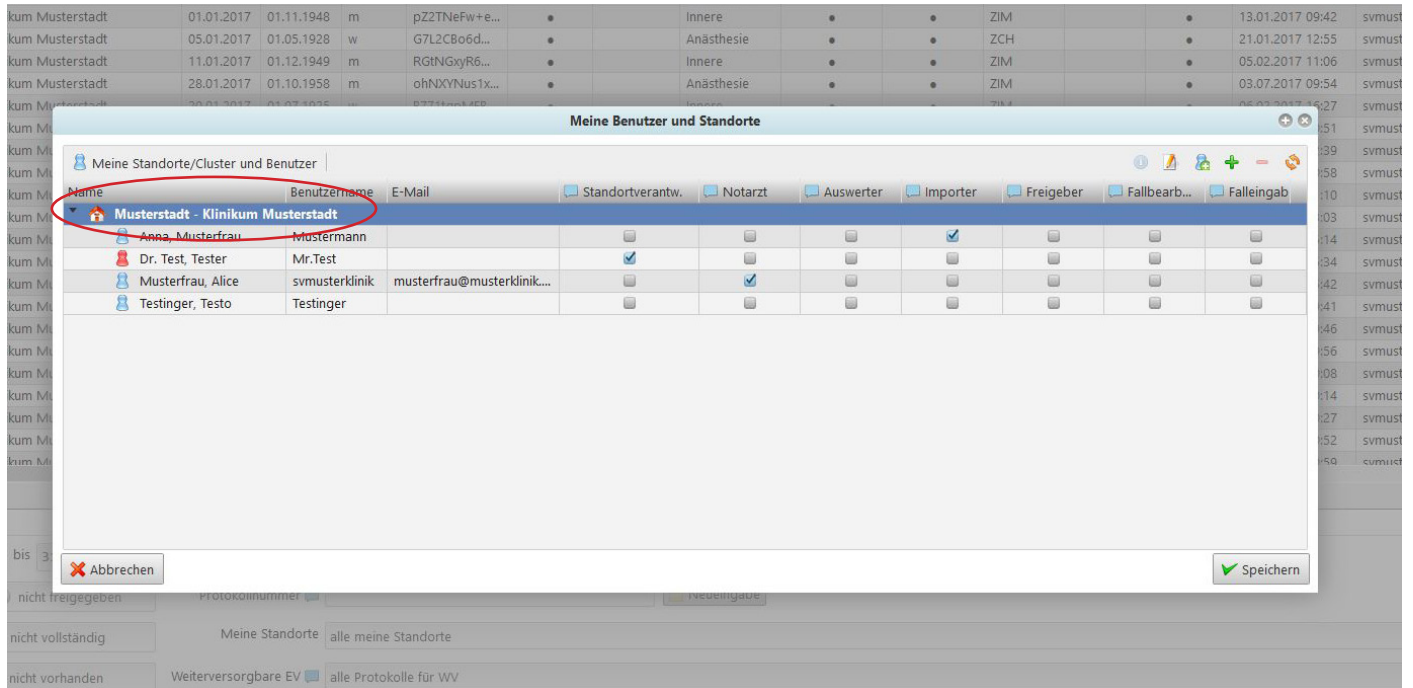 kum Musterstadt 01.01.2017 01.11.1948 m pZ2TNeFw+e... Innere ZIM 13.01.2017 09:42 svmust
kum Musterstadt 05.01.2017 01.05.1928 w G7L2CBo6d... Anästhesie ZCH 21.01.2017 12:55 svmust
kum Musterstadt 11.01.2017 01.12.1949 m RGtNGxyR6... Innere ZIM 05.02.2017 11:06 svmust
kum Musterstadt 28.01.2017 01.10.1958 m ohNXYNus1x... Anästhesie ZIM 03.07.2017 09:54 svmust
Meine Benutzer und Standorte
Meine Standorte/Cluster und Benutzer
Name Benutzername E-Mail Standortverantw. Notarzt Auswerter Importer Freigeber Fallbearb... Falleingab
Musterstadt - Klinikum Musterstadt
Anna, Musterfrau Mustermann
Dr. Test, Tester Mr.Test
Musterfrau, Alice svmusterklinik musterfrau@musterklinik....
Testinger, Testo Testinger
bis
Abbrechen Speichern
nicht freigegeben Protokollnummer Neueingabe
nicht vollständig Meine Standorte alle meine Standorte
nicht vorhanden Weiterversorgbare EV alle Protokolle für WV